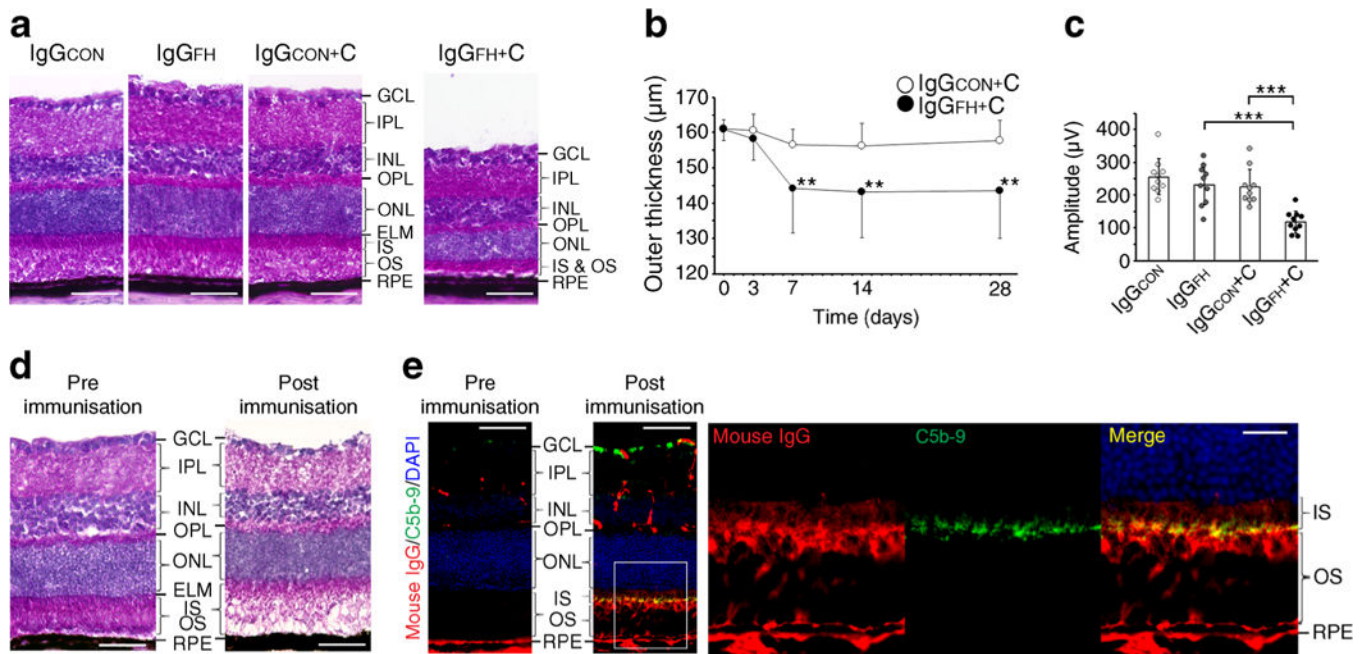 a
IgGCON IgGFH IgGCON+C IgGFH+C
GCL
IPL
INL
OPL
ONL
ELM
IS
OS
RPE
GCL
IPL
INL
OPL
ONL
IS & OS
RPE
b
Outer thickness (µm)
170
160
150
140
130
120
0 3 7 14 28
Time (days)
IgGCON+C
IgGFH+C
** ** **
c
Amplitude (µV)
400
300
200
100
0
***
***
IgGCON IgGFH IgGCON+C IgGFH+C
d
Pre immunisation
Post immunisation
GCL
IPL
INL
OPL
ONL
ELM
IS
OS
RPE
e
Pre immunisation
Post immunisation
Mouse IgG/C5b-9/DAPI
GCL
IPL
INL
OPL
ONL
IS
OS
RPE
Mouse IgG C5b-9 Merge
IS
OS
RPE